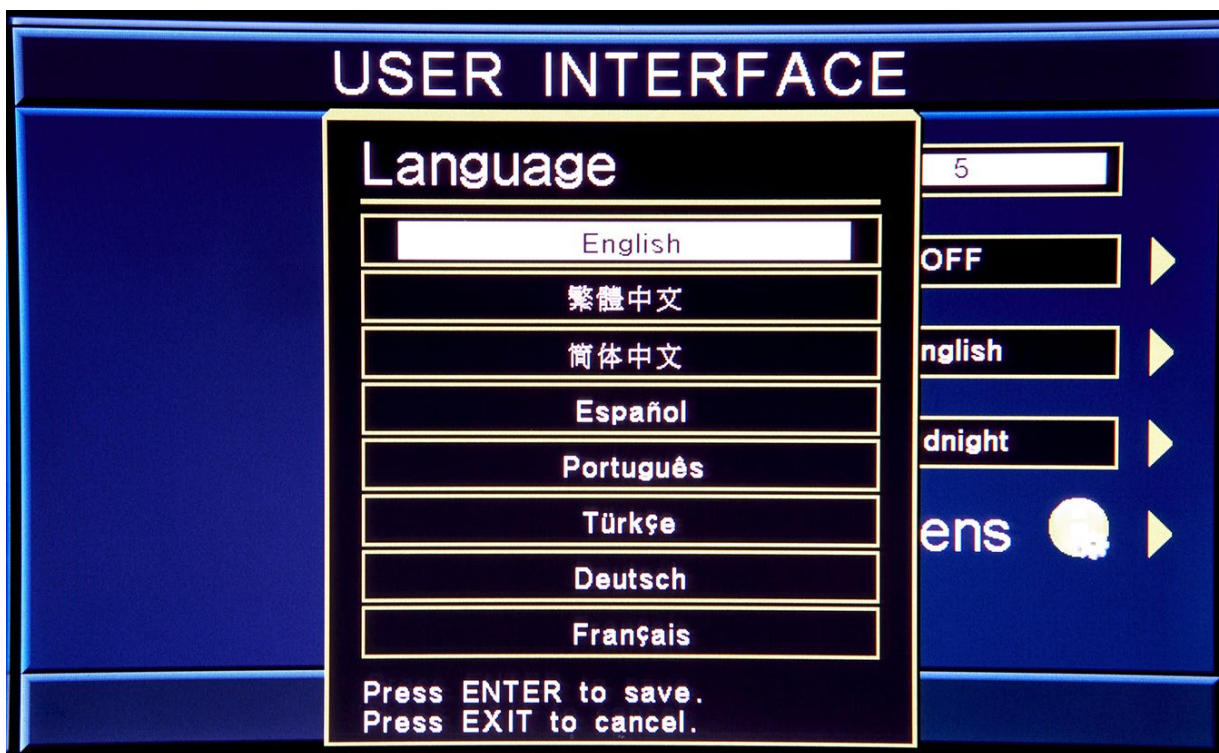 USER INTERFACE
Language
English
繁體中文
简体中文
Español
Português
Türkçe
Deutsch
Français
Press ENTER to save.
Press EXIT to cancel.
5
OFF
nglish
dnight
ens